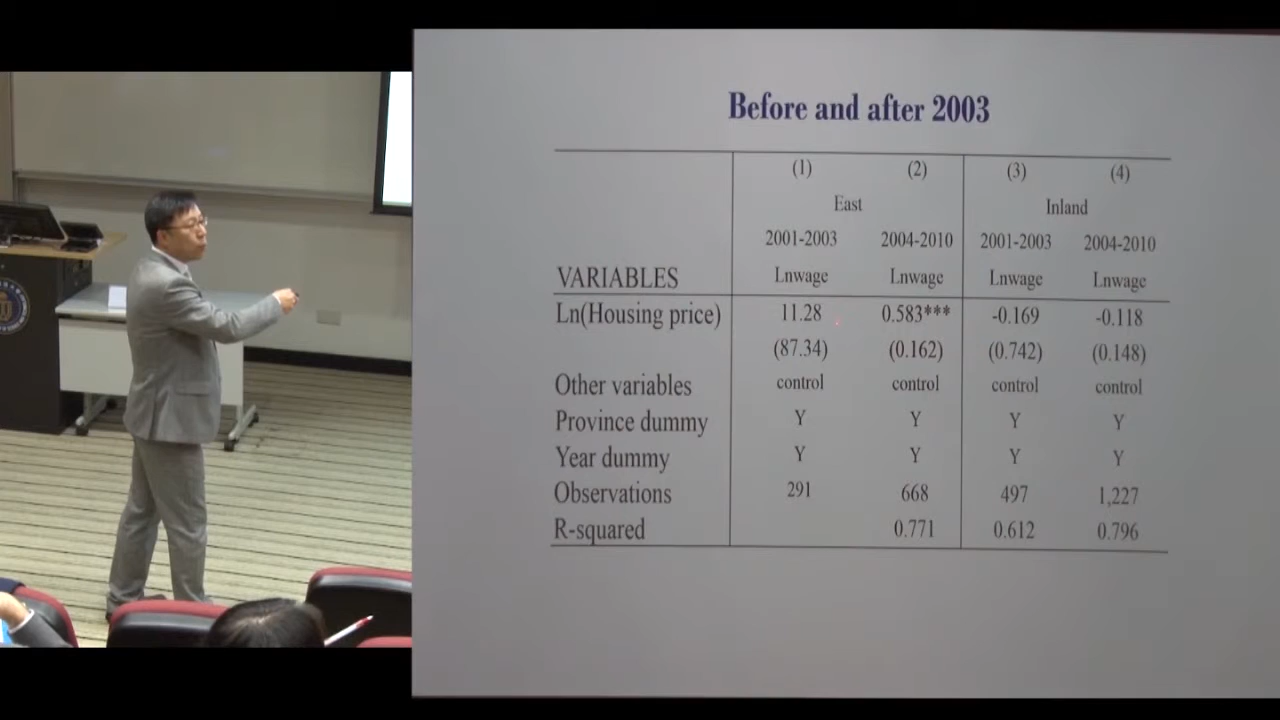 Before and after 2003
(1) (2) (3) (4)
East Inland
2001-2003 2004-2010 2001-2003 2004-2010
VARIABLES Lnwage Lnwage Lnwage Lnwage
Ln(Housing price) 11.28 0.583*** -0.169 -0.118
(87.34) (0.162) (0.742) (0.148)
Other variables control control control control
Province dummy Y Y Y Y
Year dummy Y Y Y Y
Observations 291 668 497 1,227
R-squared 0.771 0.612 0.796